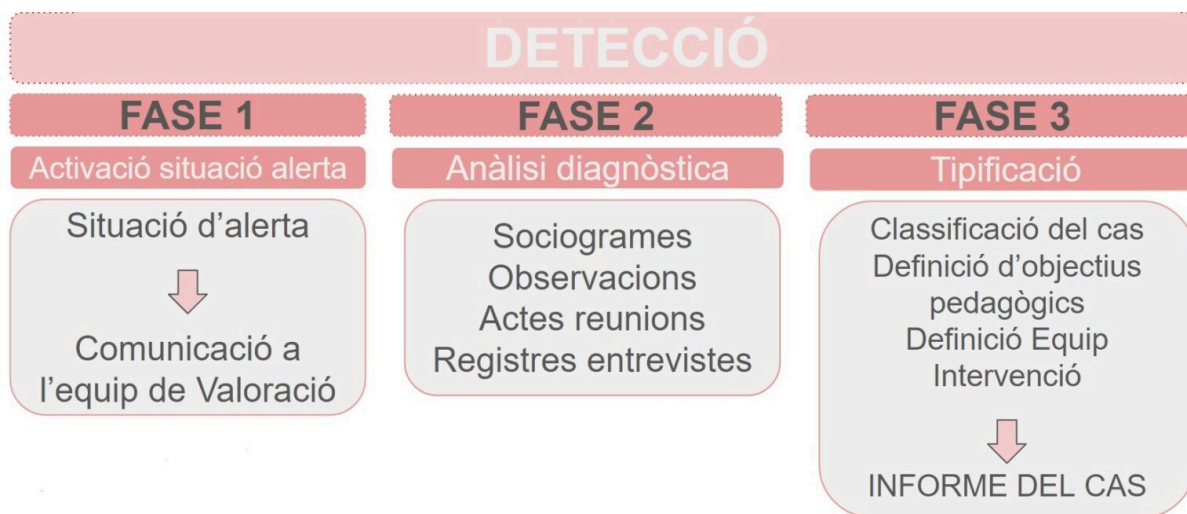 DETECCIÓ
FASE 1
Activació situació alerta
Situació d’alerta
Comunicació a
l’equip de Valoració
FASE 2
Anàlisi diagnòstica
Sociogrames
Observacions
Actes reunions
Registres entrevistes
FASE 3
Tipificació
Classificació del cas
Definició d’objectius
pedagògics
Definició Equip
Intervenció
INFORME DEL CAS